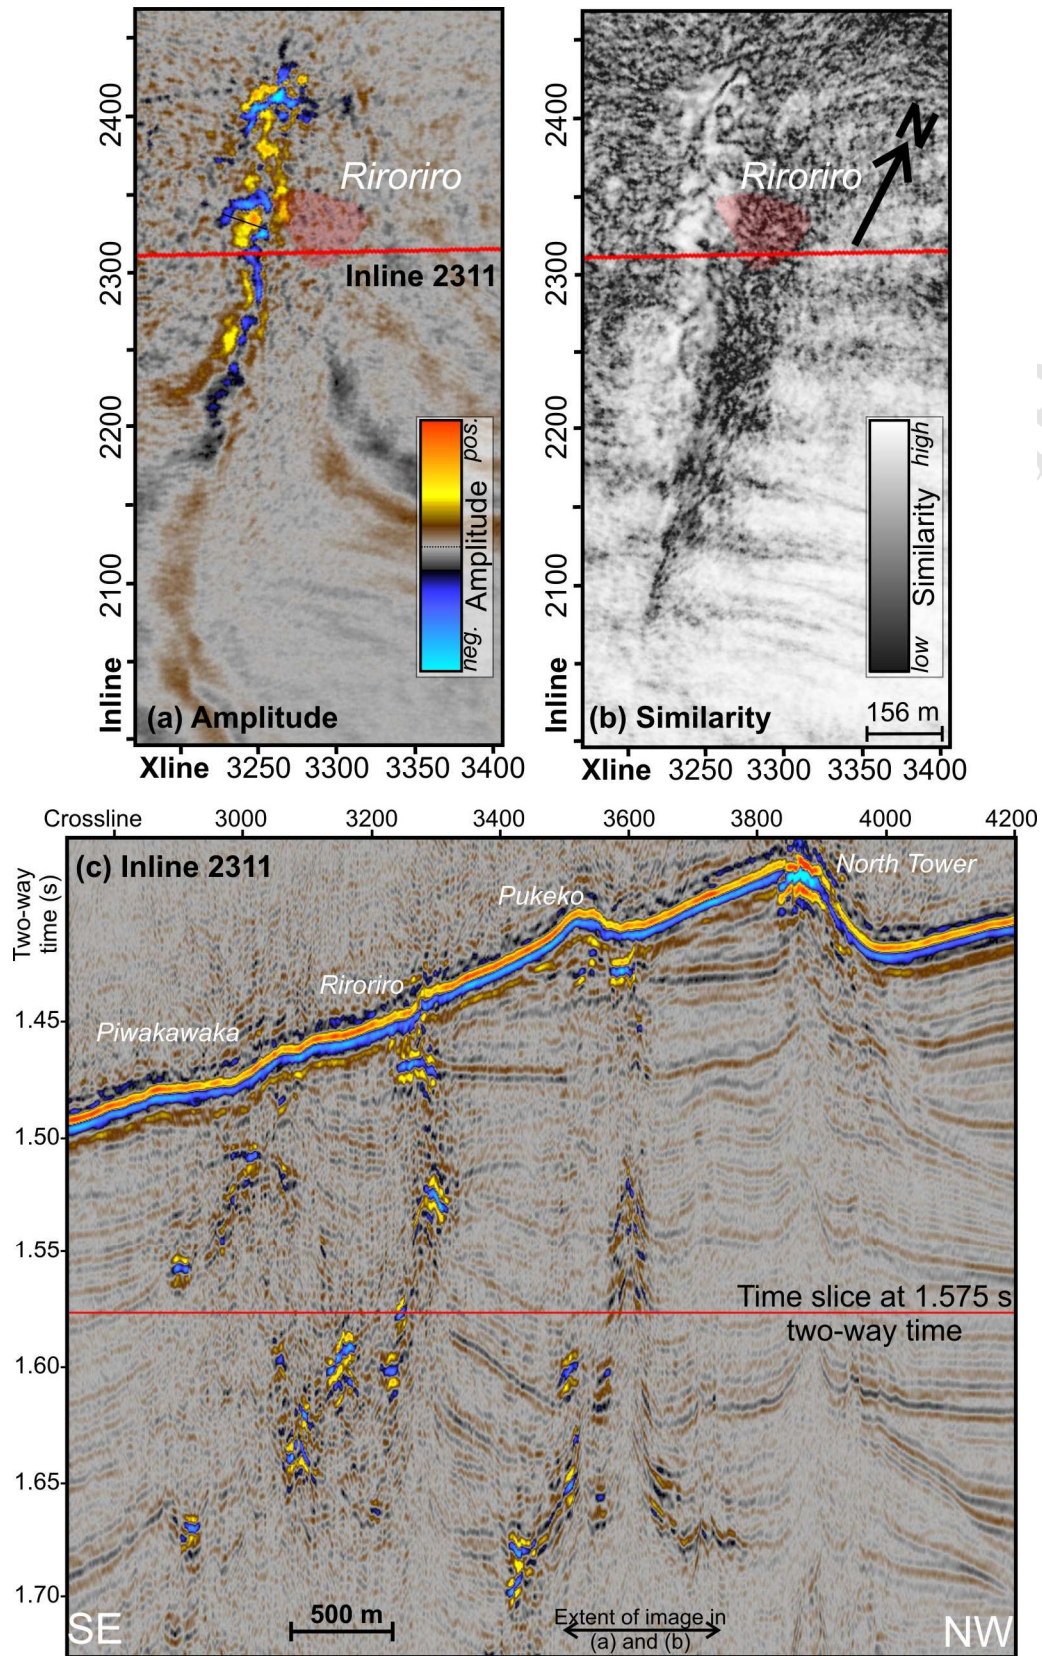 2400
2300
2200
2100
Inline
Riroriro
Inline 2311
pos.
Amplitude
neg.
(a) Amplitude
Xline 3250 3300 3350 3400
2400
2300
2200
2100
Inline
N
Riroriro
high
Similarity
low
(b) Similarity
156 m
Xline 3250 3300 3350 3400
Crossline 3000 3200 3400 3600 3800 4000 4200
(c) Inline 2311
Two-way
time (s)
North Tower
Pukeko
Riroriro
Piwakawaka
1.45
1.50
1.55
1.60
1.65
1.70
Time slice at 1.575 s
two-way time
500 m
Extent of image in
(a) and (b)
SE
NW